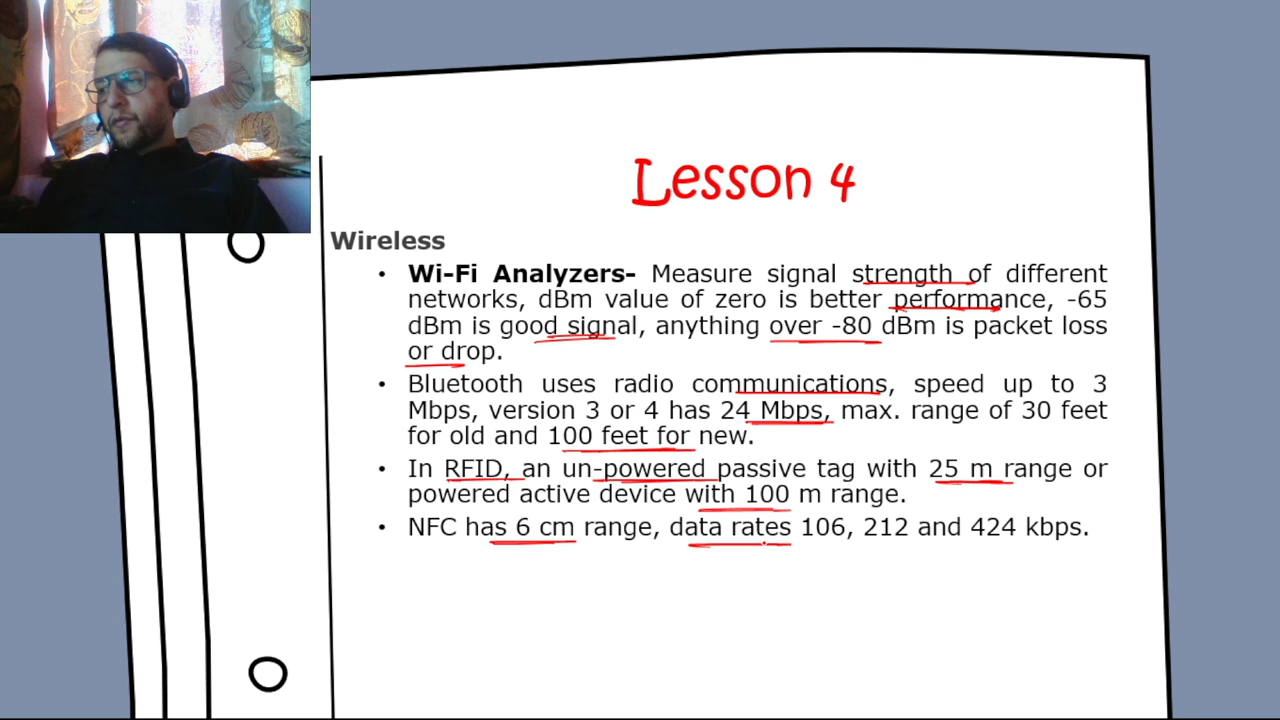 Lesson 4
Wireless
• Wi-Fi Analyzers- Measure signal strength of different
networks, dBm value of zero is better performance, -65
dBm is good signal, anything over -80 dBm is packet loss
or drop.
• Bluetooth uses radio communications, speed up to 3
Mbps, version 3 or 4 has 24 Mbps, max. range of 30 feet
for old and 100 feet for new.
• In RFID, an un-powered passive tag with 25 m range or
powered active device with 100 m range.
• NFC has 6 cm range, data rates 106, 212 and 424 kbps.